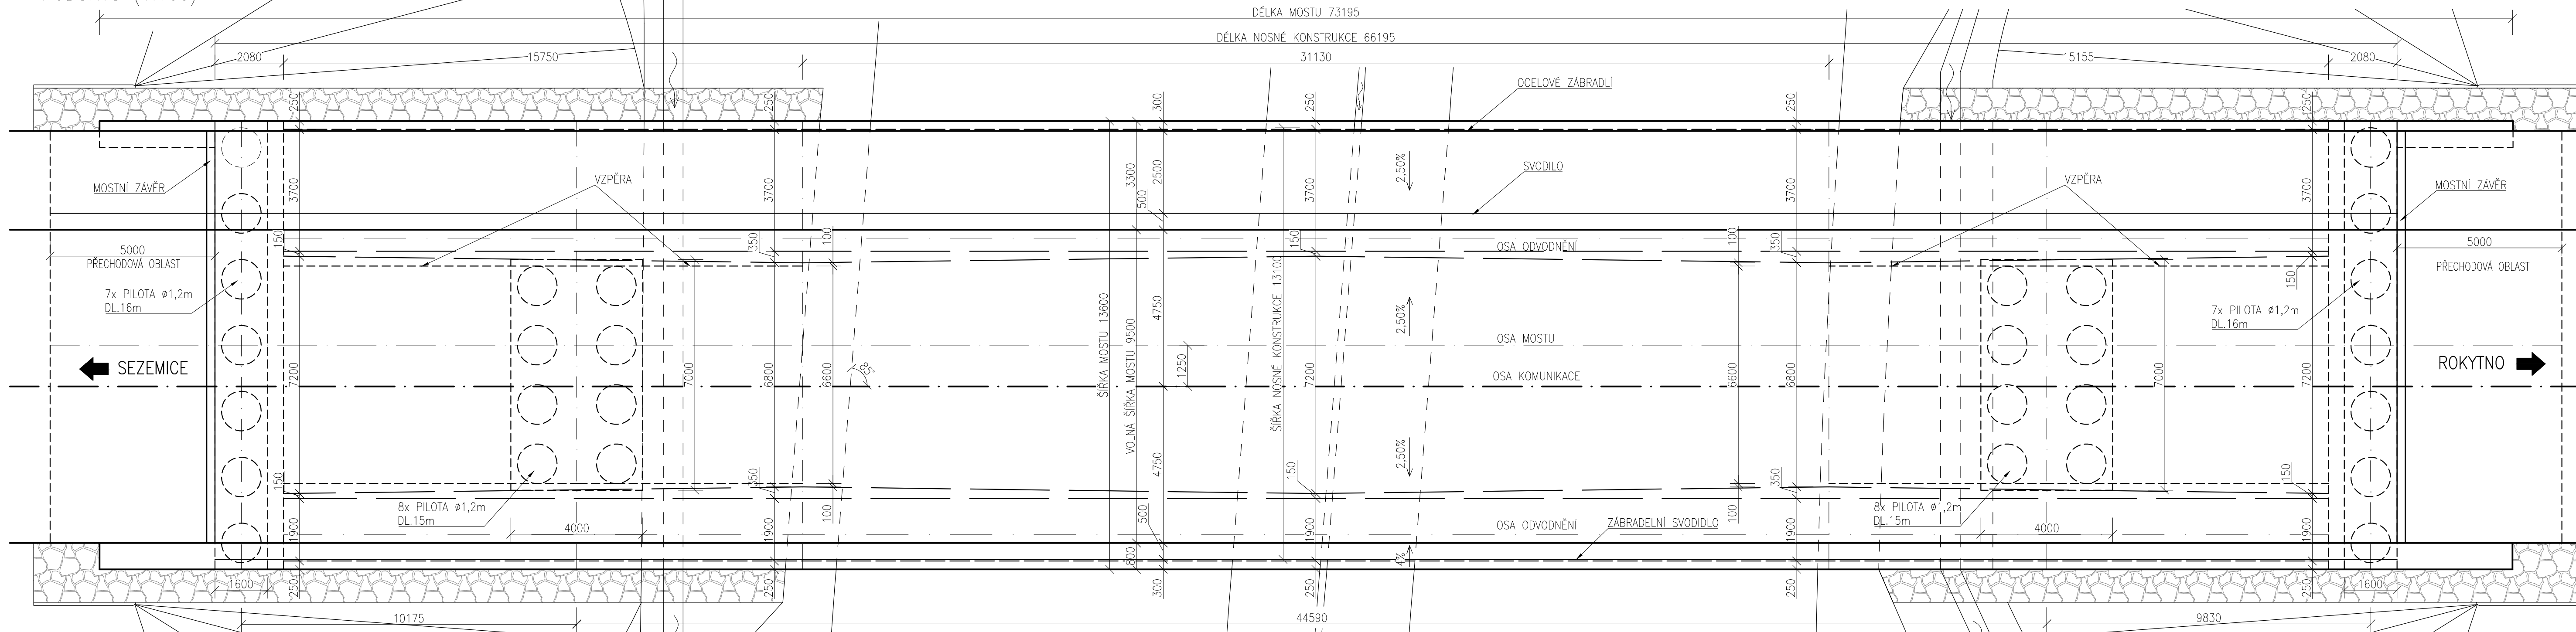 DÉLKA MOSTU 73195
DÉLKA NOSNÉ KONSTRUKCE 66195
2080
15750
31130
15155
2080
OCELOVÉ ZÁBRADLÍ
250
250
300
250
250
250
MOSTNÍ ZÁVĚR
VZPĚRA
SVODILO
VZPĚRA
MOSTNÍ ZÁVĚR
3700
3700
3300
2500
500
3700
2,50%
3700
3700
150
350
100
150
100
350
150
5000
PŘECHODOVÁ OBLAST
OSA ODVODNĚNÍ
5000
PŘECHODOVÁ OBLAST
7x PILOTA ø1,2m
DL.16m
7x PILOTA ø1,2m
DL.16m
ŠÍŘKA MOSTU 13600
VOLNÁ ŠÍŘKA MOSTU 9500
4750
1250
ŠÍŘKA NOSNÉ KONSTRUKCE 13100
2,50%
OSA MOSTU
SEZEMICE
7200
7000
6800
6600
85°
7200
OSA KOMUNIKACE
6600
6800
7000
7200
ROKYTNO
150
350
100
4750
150
2,50%
100
350
150
8x PILOTA ø1,2m
DL.15m
4000
1900
1900
500
1900
OSA ODVODNĚNÍ
ZÁBRADELNÍ SVODIDLO
8x PILOTA ø1,2m
DL.15m
4000
1900
1900
800
4%
1600
250
250
300
250
250
250
1600
10175
44590
9830